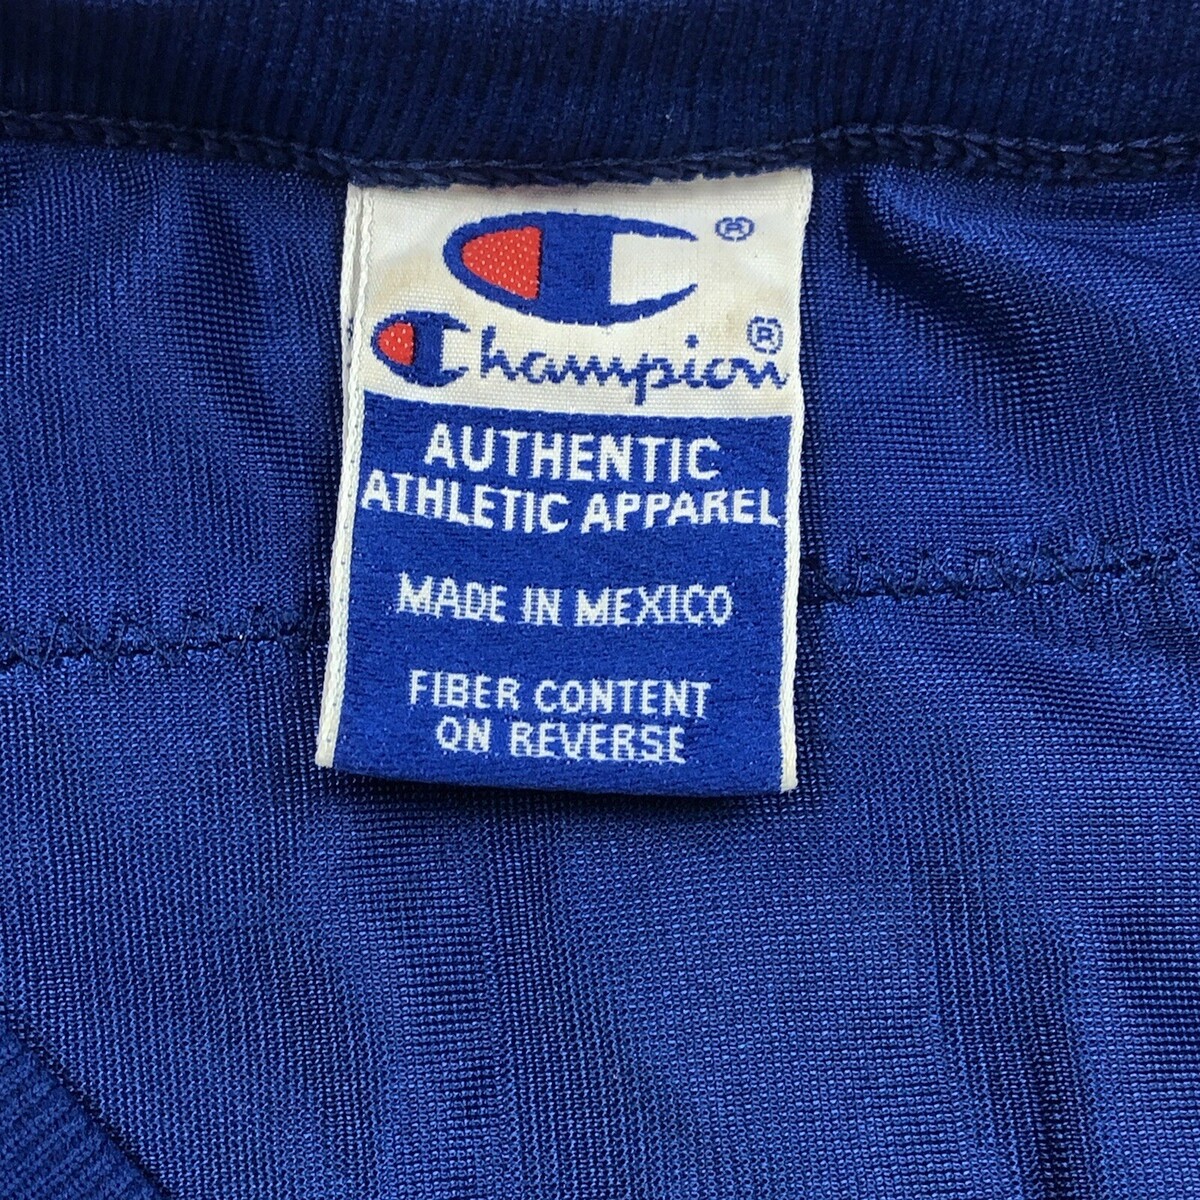 ®
Champion®
AUTHENTIC
ATHLETIC APPAREL
MADE IN MEXICO
FIBER CONTENT
ON REVERSE